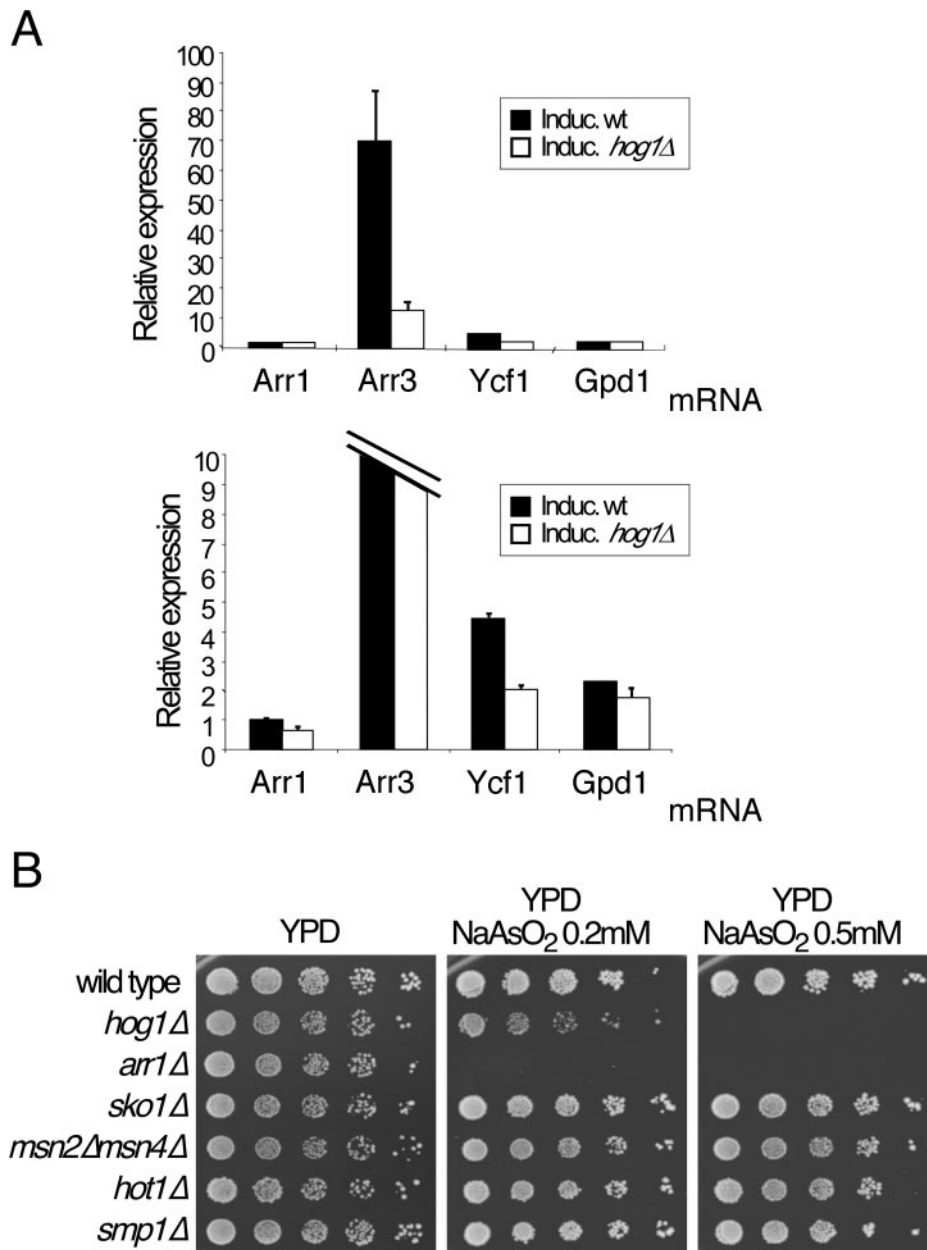 A
Relative expression
100
90
80
70
60
50
40
30
20
10
0
Induc. wt
Induc. hog1Δ
Arr1 Arr3 Ycf1 Gpd1
mRNA
Relative expression
10
9
8
7
6
5
4
3
2
1
0
Induc. wt
Induc. hog1Δ
Arr1 Arr3 Ycf1 Gpd1
mRNA
B
YPD
YPD
NaAsO₂ 0.2mM
YPD
NaAsO₂ 0.5mM
wild type
hog1Δ
arr1Δ
sko1Δ
msn2Δmsn4Δ
hot1Δ
smp1Δ